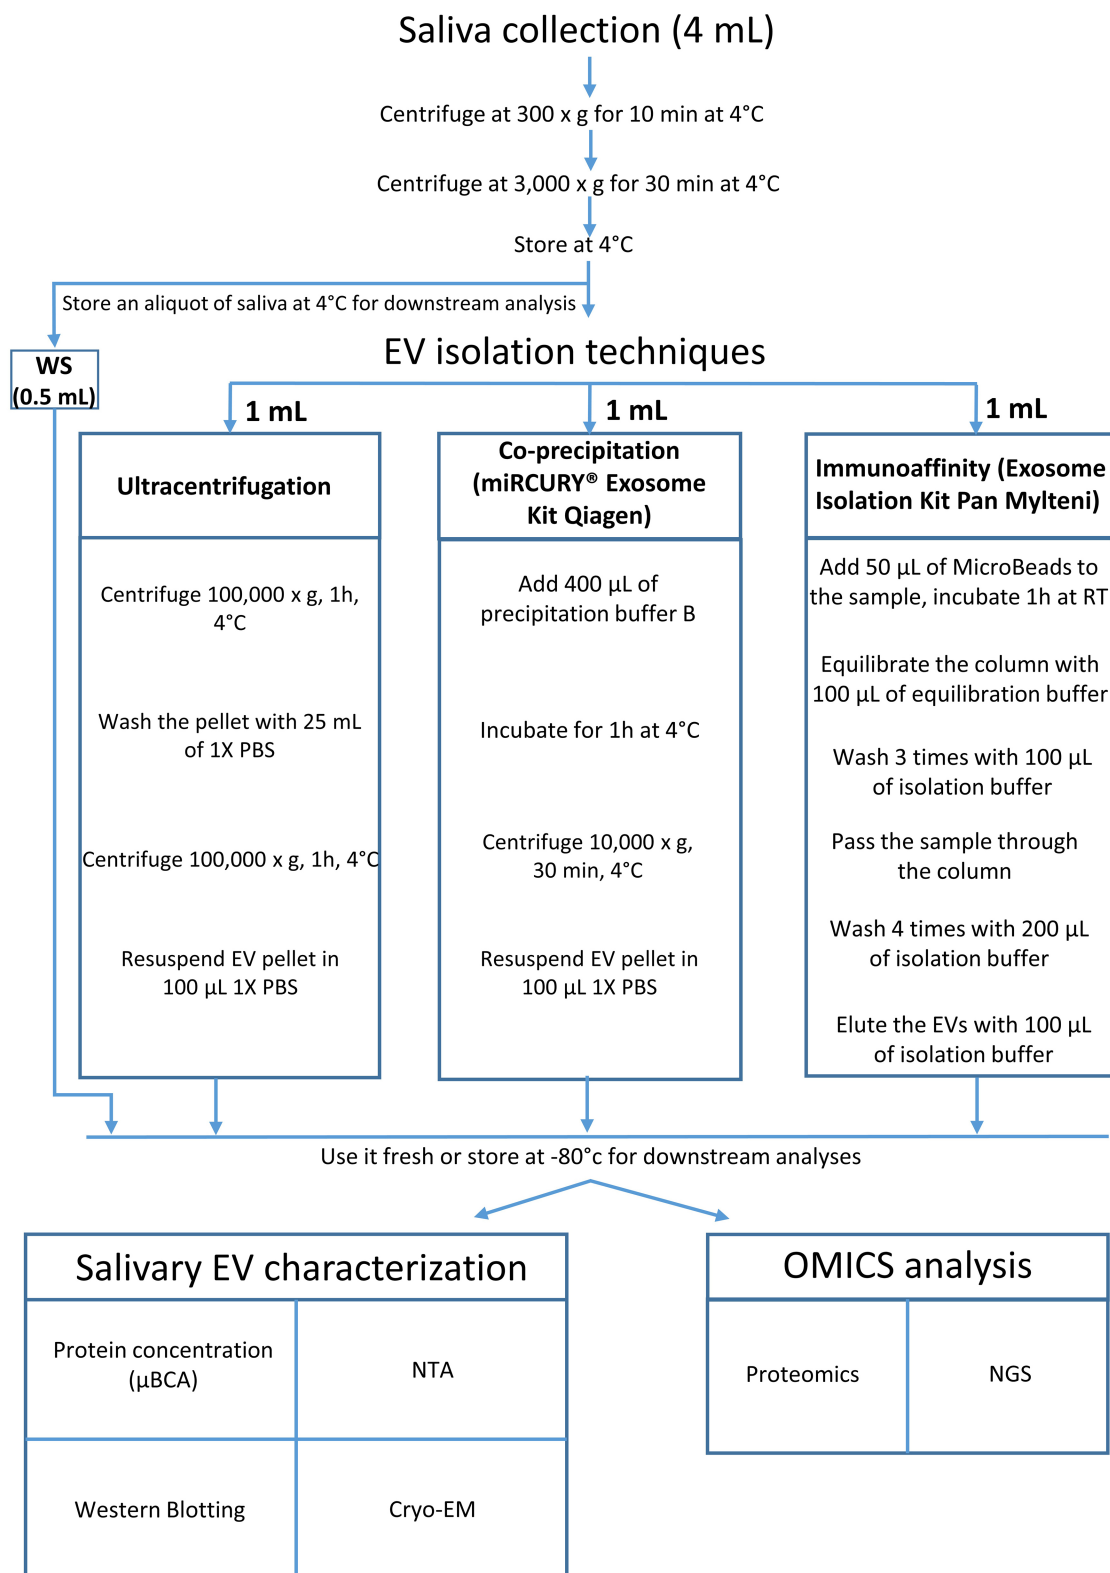 Saliva collection (4 mL)
Centrifuge at 300 x g for 10 min at 4°C
Centrifuge at 3,000 x g for 30 min at 4°C
Store at 4°C
Store an aliquot of saliva at 4°C for downstream analysis
WS
(0.5 mL)
EV isolation techniques
1 mL
1 mL
1 mL
Ultracentrifugation
Centrifuge 100,000 x g, 1h,
4°C
Wash the pellet with 25 mL
of 1X PBS
Centrifuge 100,000 x g, 1h, 4°C
Resuspend EV pellet in
100 µL 1X PBS
Co-precipitation
(miRCURY® Exosome
Kit Qiagen)
Add 400 µL of
precipitation buffer B
Incubate for 1h at 4°C
Centrifuge 10,000 x g,
30 min, 4°C
Resuspend EV pellet in
100 µL 1X PBS
Immunoaffinity (Exosome
Isolation Kit Pan Mylteni)
Add 50 µL of MicroBeads to
the sample, incubate 1h at RT
Equilibrate the column with
100 µL of equilibration buffer
Wash 3 times with 100 µL
of isolation buffer
Pass the sample through
the column
Wash 4 times with 200 µL
of isolation buffer
Elute the EVs with 100 µL
of isolation buffer
Use it fresh or store at -80°c for downstream analyses
Salivary EV characterization
Protein concentration
(µBCA)
NTA
Western Blotting
Cryo-EM
OMICS analysis
Proteomics
NGS